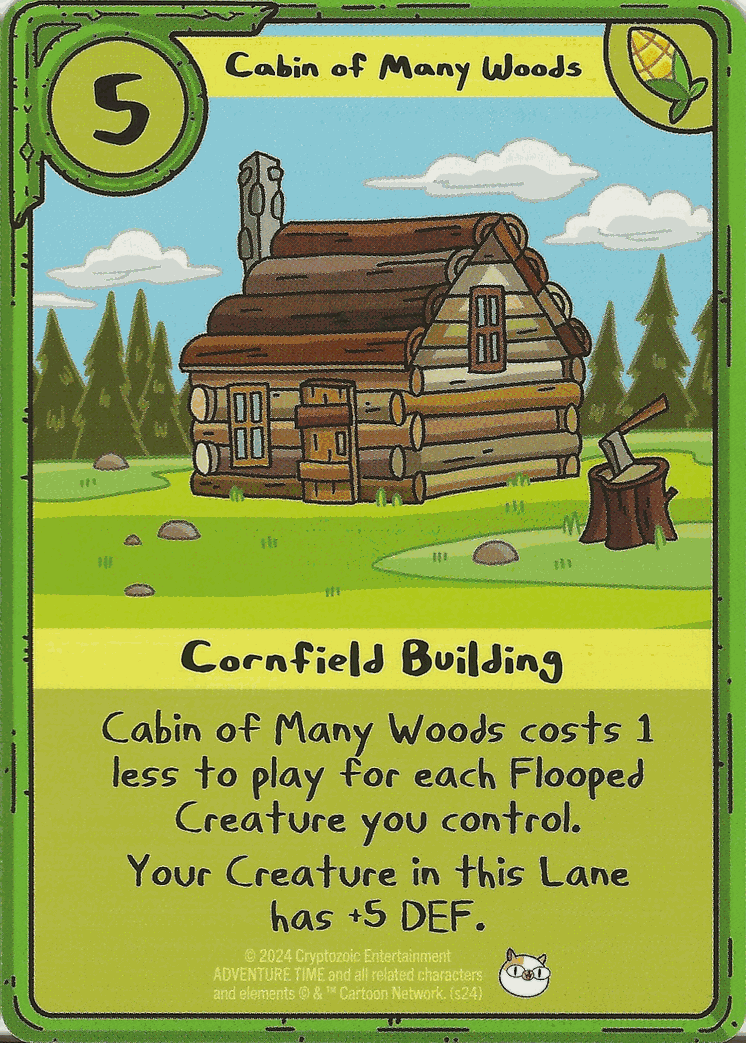 5
Cabin of Many Woods
Cornfield Building
Cabin of Many Woods costs 1
less to play for each Flooped
Creature you control.
Your Creature in this Lane
has +5 DEF.
© 2024 Cryptozoic Entertainment
ADVENTURE TIME and all related characters
and elements © & ™ Cartoon Network. (s24)